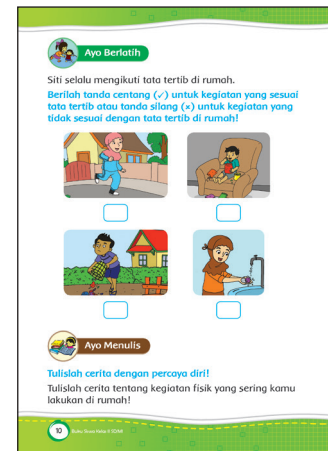 Ayo Berlatih
Siti selalu mengikuti tata tertib di rumah.
Berilah tanda centang (✓) untuk kegiatan yang sesuai
tata tertib atau tanda silang (×) untuk kegiatan yang
tidak sesuai dengan tata tertib di rumah!
Ayo Menulis
Tulislah cerita dengan percaya diri!
Tulislah cerita tentang kegiatan fisik yang sering kamu
lakukan di rumah!
10